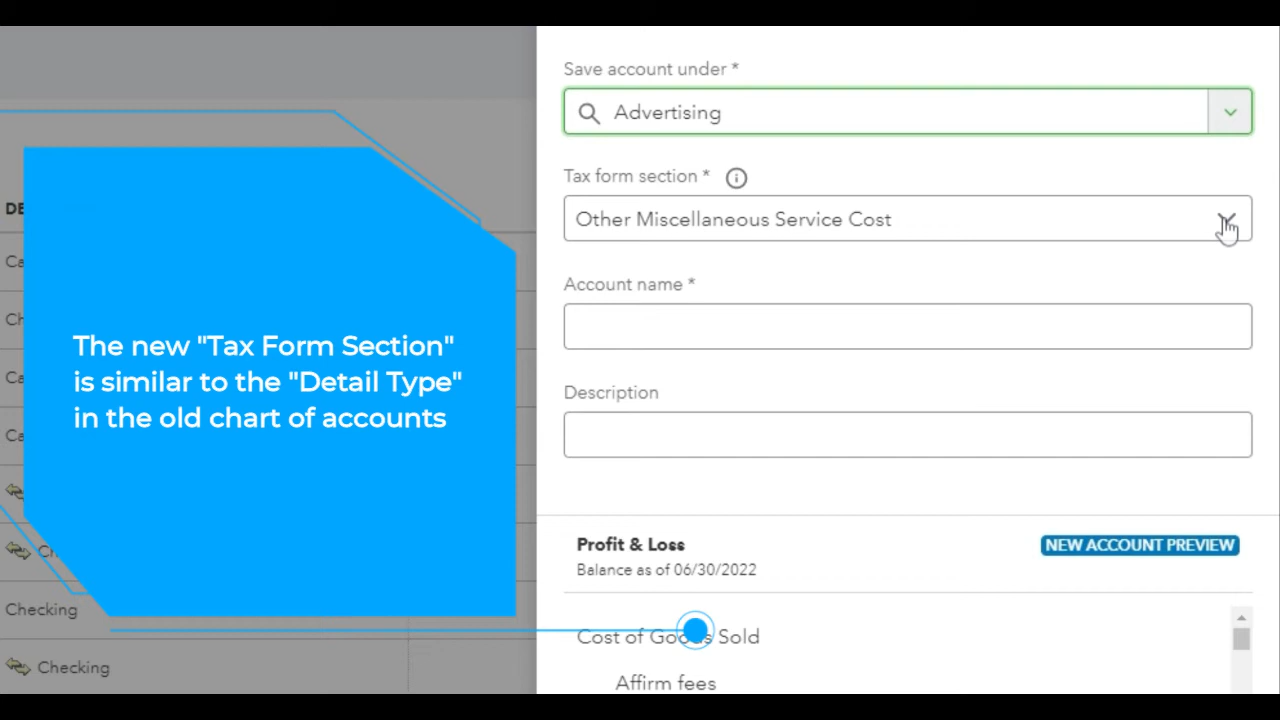 Save account under *
Advertising
Tax form section *
Other Miscellaneous Service Cost
Account name *
Description
The new "Tax Form Section"
is similar to the "Detail Type"
in the old chart of accounts
Checking
Checking
Profit & Loss
NEW ACCOUNT PREVIEW
Balance as of 06/30/2022
Cost of Goods Sold
Affirm fees